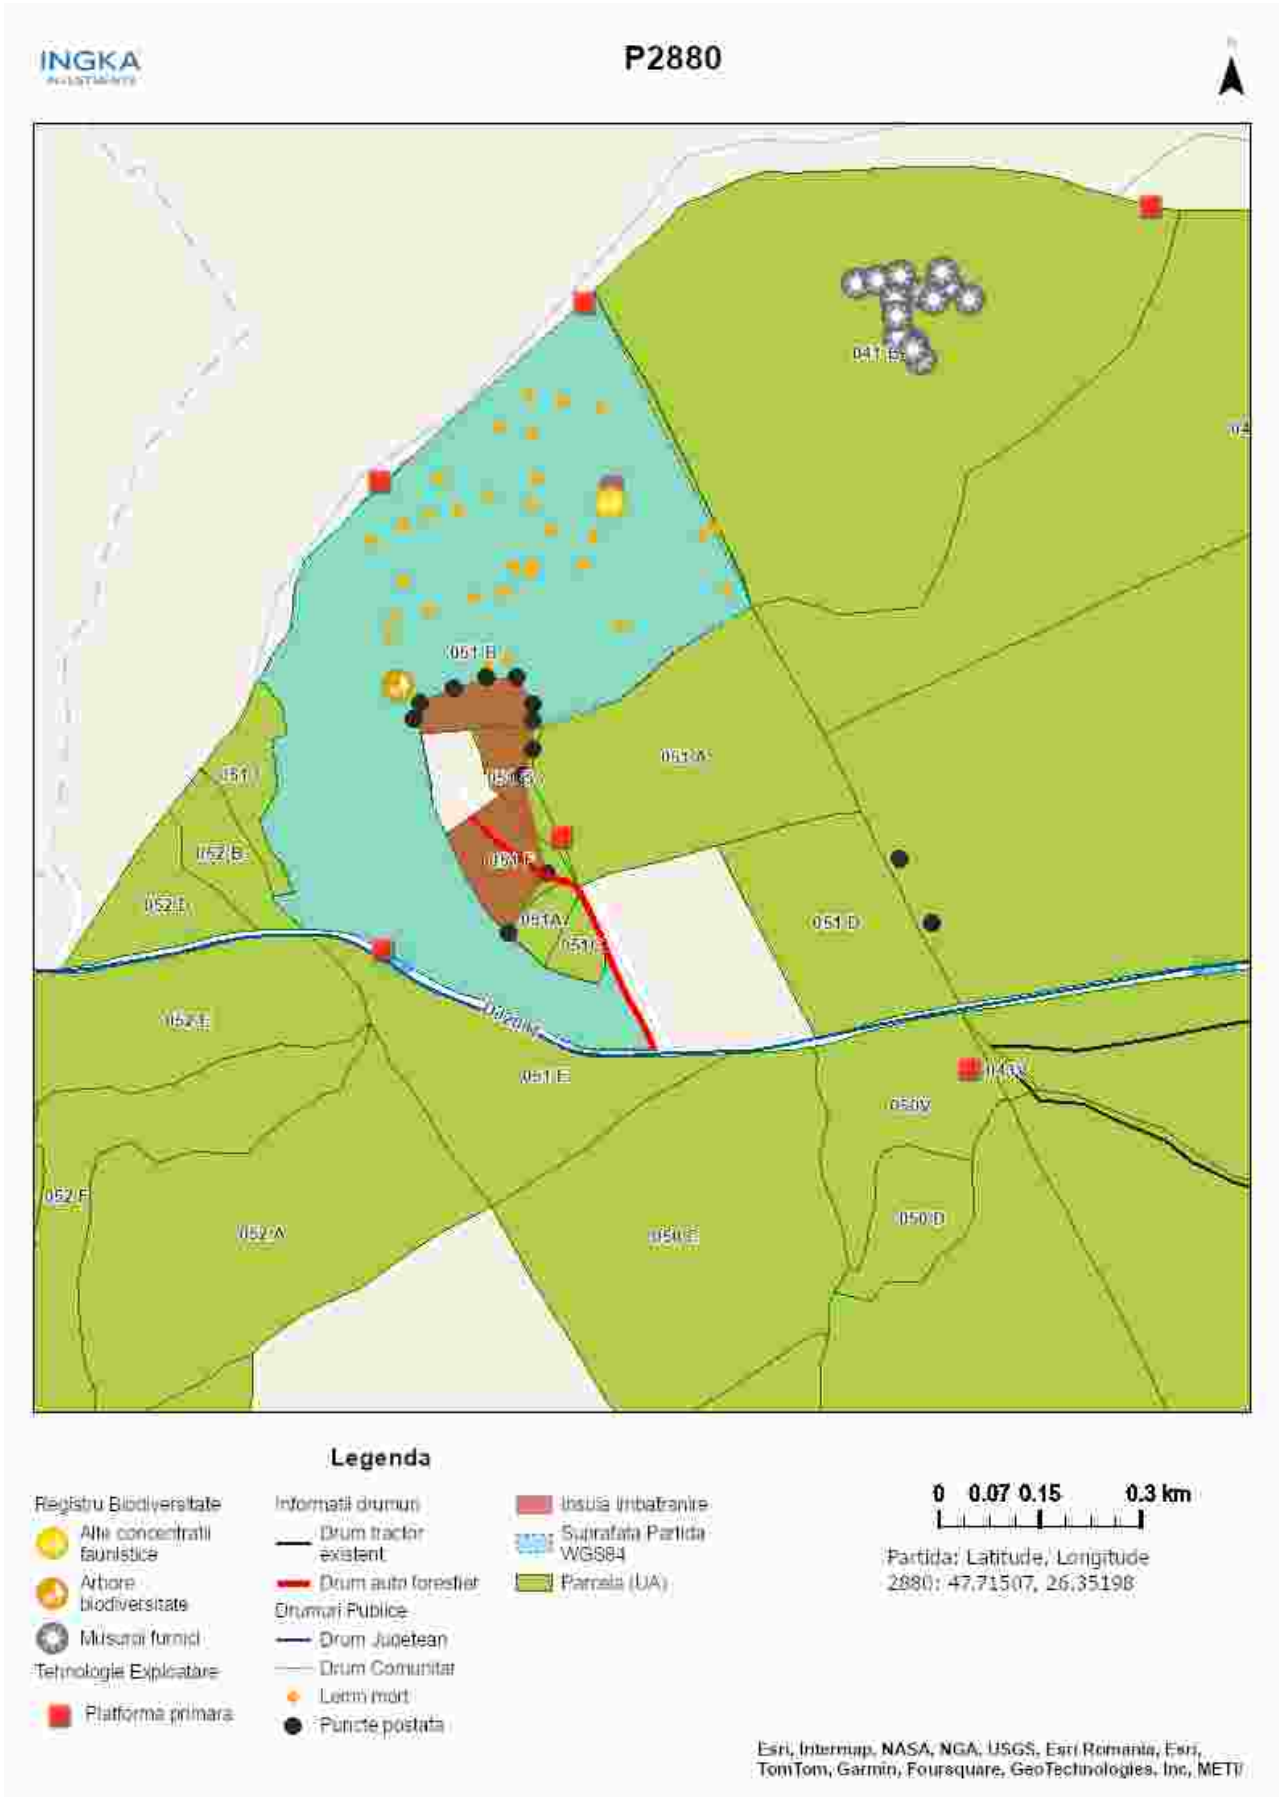 INGKA
INVESTMENTS
P2880
N
041 B
04
051 B
051 A
051 F
051A
052 B
052 E
051 D
052 E
051 E
050V
052 F
052 A
050 C
050 D
Legenda
Registru Biodiversitate
Alte concentratii
faunistice
Arbore
biodiversitate
Musuroi furnici
Tehnologie Exploatare
Platforma primara
Informatii drumuri
Drum tractor
existent
Drum auto forestier
Drumuri Publice
Drum Judetean
Drum Comunitar
Lemn mort
Puncte postata
Insula Imbatranire
Suprafata Partida
WGS84
Parcela (UA)
0 0.07 0.15 0.3 km
Partida: Latitude, Longitude
2880: 47.71507, 26.35198
Esri, Intermap, NASA, NGA, USGS, Esri Romania, Esri,
TomTom, Garmin, Foursquare, GeoTechnologies, Inc, METI/